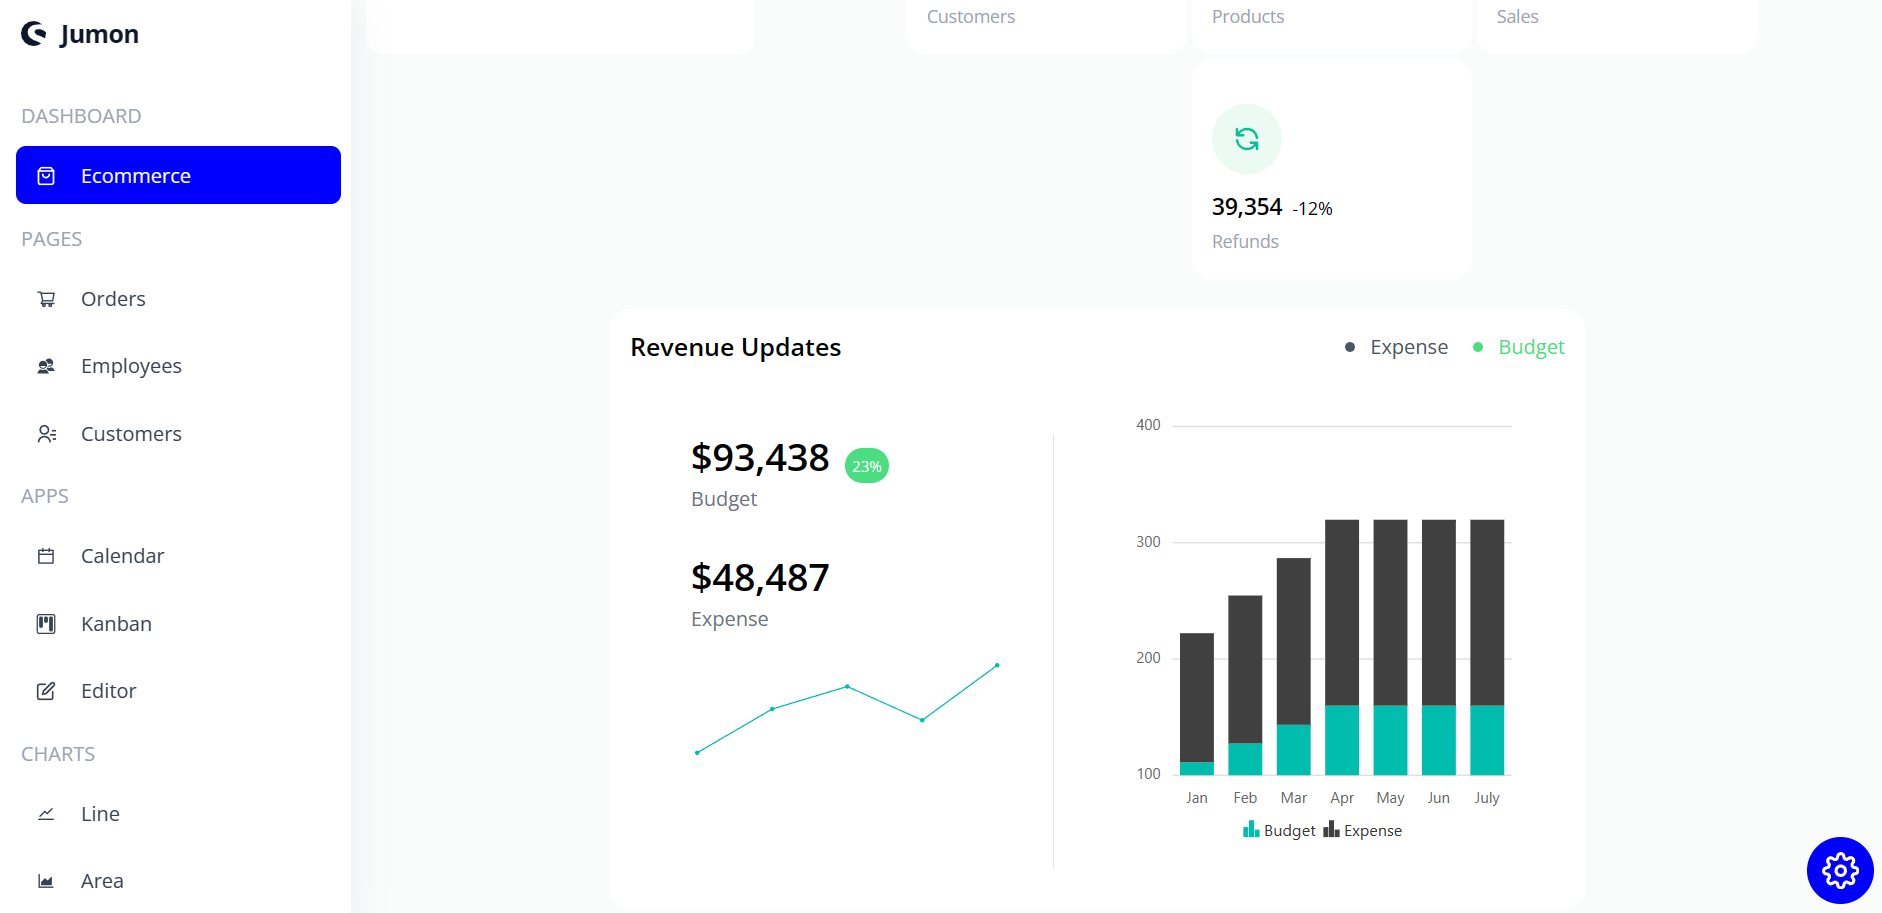 Jumon
DASHBOARD
Ecommerce
PAGES
Orders
Employees
Customers
APPS
Calendar
Kanban
Editor
CHARTS
Line
Area
Customers
Products
Sales
39,354 -12%
Refunds
Revenue Updates
Expense Budget
$93,438 23%
Budget
$48,487
Expense
400
300
200
100
Jan Feb Mar Apr May Jun July
Budget Expense